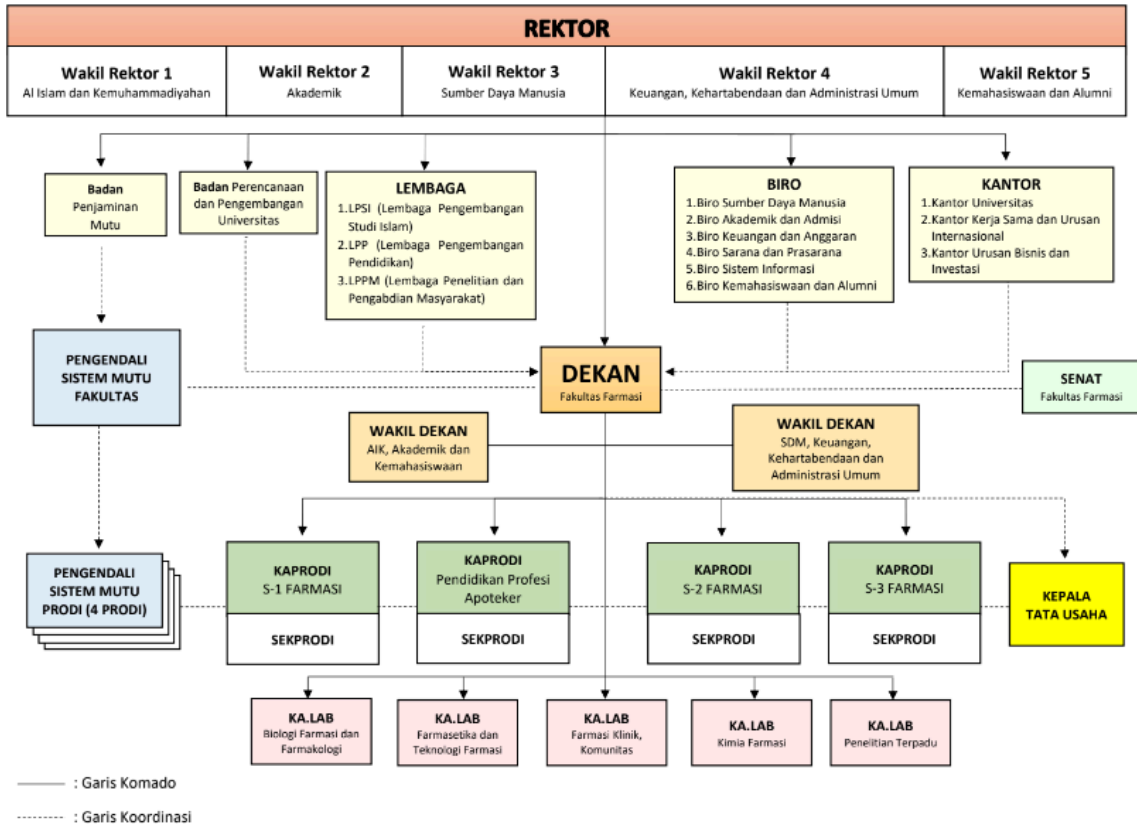 REKTOR
Wakil Rektor 1
Al Islam dan Kemuhammadiyahan
Wakil Rektor 2
Akademik
Wakil Rektor 3
Sumber Daya Manusia
Wakil Rektor 4
Keuangan, Kehartabendaan dan Administrasi Umum
Wakil Rektor 5
Kemahasiswaan dan Alumni
Badan
Penjaminan
Mutu
Badan Perencanaan
dan Pengembangan
Universitas
LEMBAGA
1.LPSI (Lembaga Pengembangan
Studi Islam)
2.LPP (Lembaga Pengembangan
Pendidikan)
3.LPPM (Lembaga Penelitian dan
Pengabdian Masyarakat)
BIRO
1.Biro Sumber Daya Manusia
2.Biro Akademik dan Admisi
3.Biro Keuangan dan Anggaran
4.Biro Sarana dan Prasarana
5.Biro Sistem Informasi
6.Biro Kemahasiswaan dan Alumni
KANTOR
1.Kantor Universitas
2.Kantor Kerja Sama dan Urusan
Internasional
3.Kantor Urusan Bisnis dan
Investasi
PENGENDALI
SISTEM MUTU
FAKULTAS
DEKAN
Fakultas Farmasi
SENAT
Fakultas Farmasi
WAKIL DEKAN
AIK, Akademik dan
Kemahasiswaan
WAKIL DEKAN
SDM, Keuangan,
Kehartabendaan dan
Administrasi Umum
PENGENDALI
SISTEM MUTU
PRODI (4 PRODI)
KAPRODI
S-1 FARMASI
SEKPRODI
KAPRODI
Pendidikan Profesi
Apoteker
SEKPRODI
KAPRODI
S-2 FARMASI
SEKPRODI
KAPRODI
S-3 FARMASI
SEKPRODI
KEPALA
TATA USAHA
KA.LAB
Biologi Farmasi dan
Farmakologi
KA.LAB
Farmasetika dan
Teknologi Farmasi
KA.LAB
Farmasi Klinik,
Komunitas
KA.LAB
Kimia Farmasi
KA.LAB
Penelitian Terpadu
: Garis Komado
: Garis Koordinasi